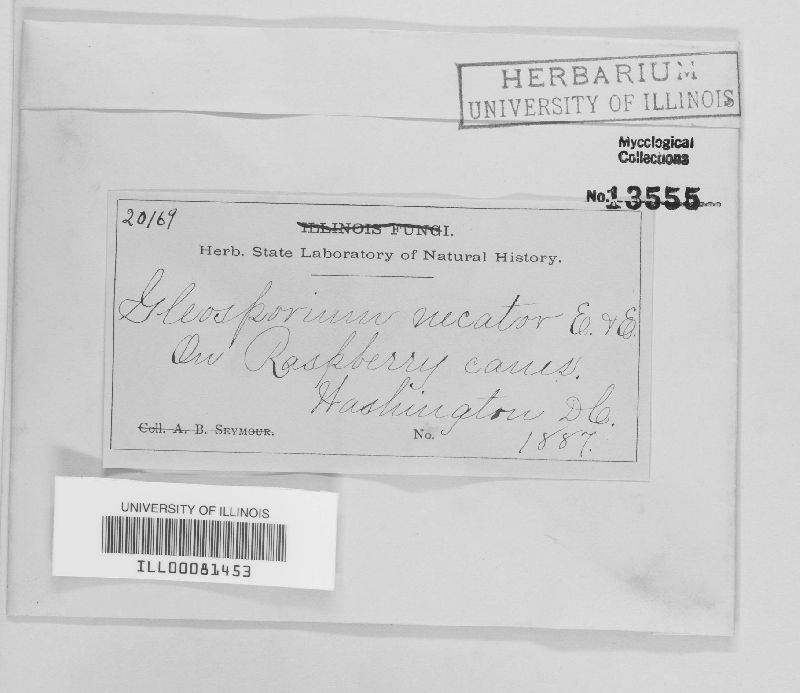 HERBARIUM
UNIVERSITY OF ILLINOIS
Mycological
Collections
No. 13555
20169
ILLINOIS FUNGI.
Herb. State Laboratory of Natural History.
Gleosporium necator E. & E.
On Raspberry canes.
Washington D.C.
Coll. A. B. Seymour. No. 1887.
UNIVERSITY OF ILLINOIS
ILL00081453